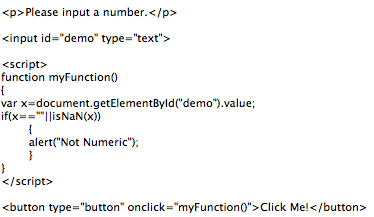 <p>Please input a number.</p>
<input id="demo" type="text">
<script>
function myFunction()
{
var x=document.getElementById("demo").value;
if(x==""||isNaN(x))
{
alert("Not Numeric");
}
}
</script>
<button type="button" onclick="myFunction()">Click Me!</button>